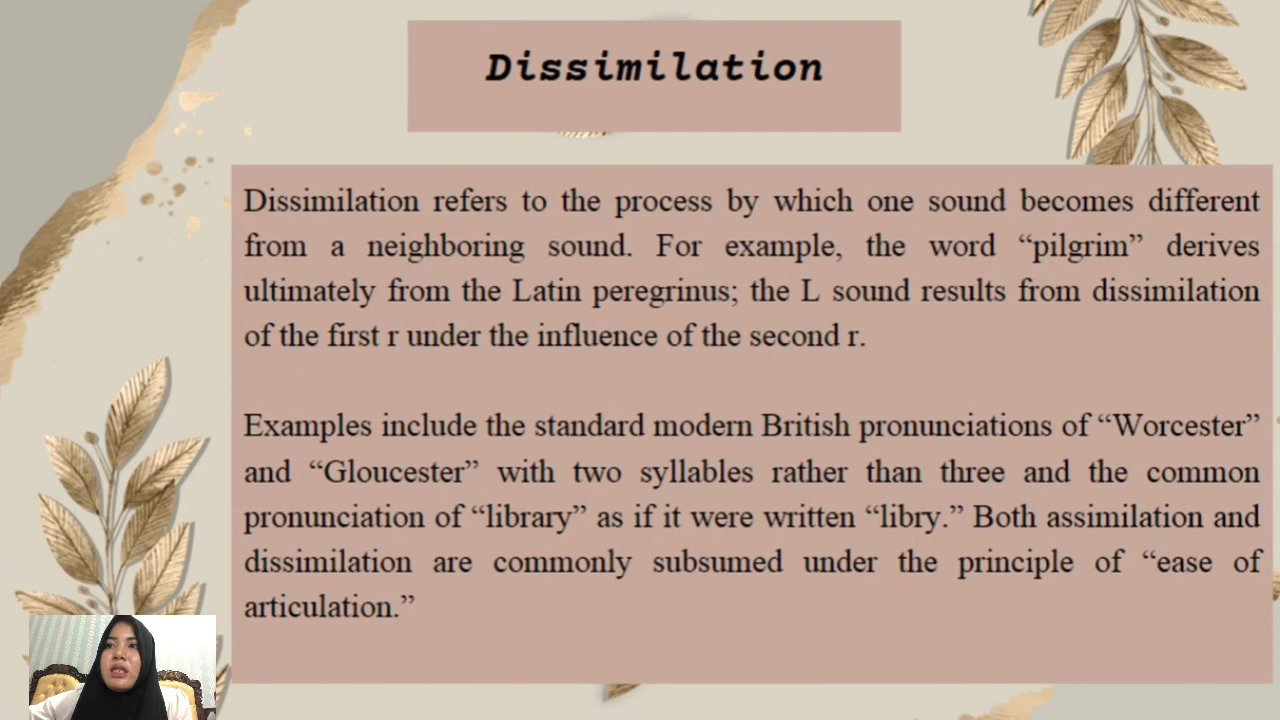 Dissimilation
Dissimilation refers to the process by which one sound becomes different
from a neighboring sound. For example, the word “pilgrim” derives
ultimately from the Latin peregrinus; the L sound results from dissimilation
of the first r under the influence of the second r.
Examples include the standard modern British pronunciations of “Worcester”
and “Gloucester” with two syllables rather than three and the common
pronunciation of “library” as if it were written “libry.” Both assimilation and
dissimilation are commonly subsumed under the principle of “ease of
articulation.”